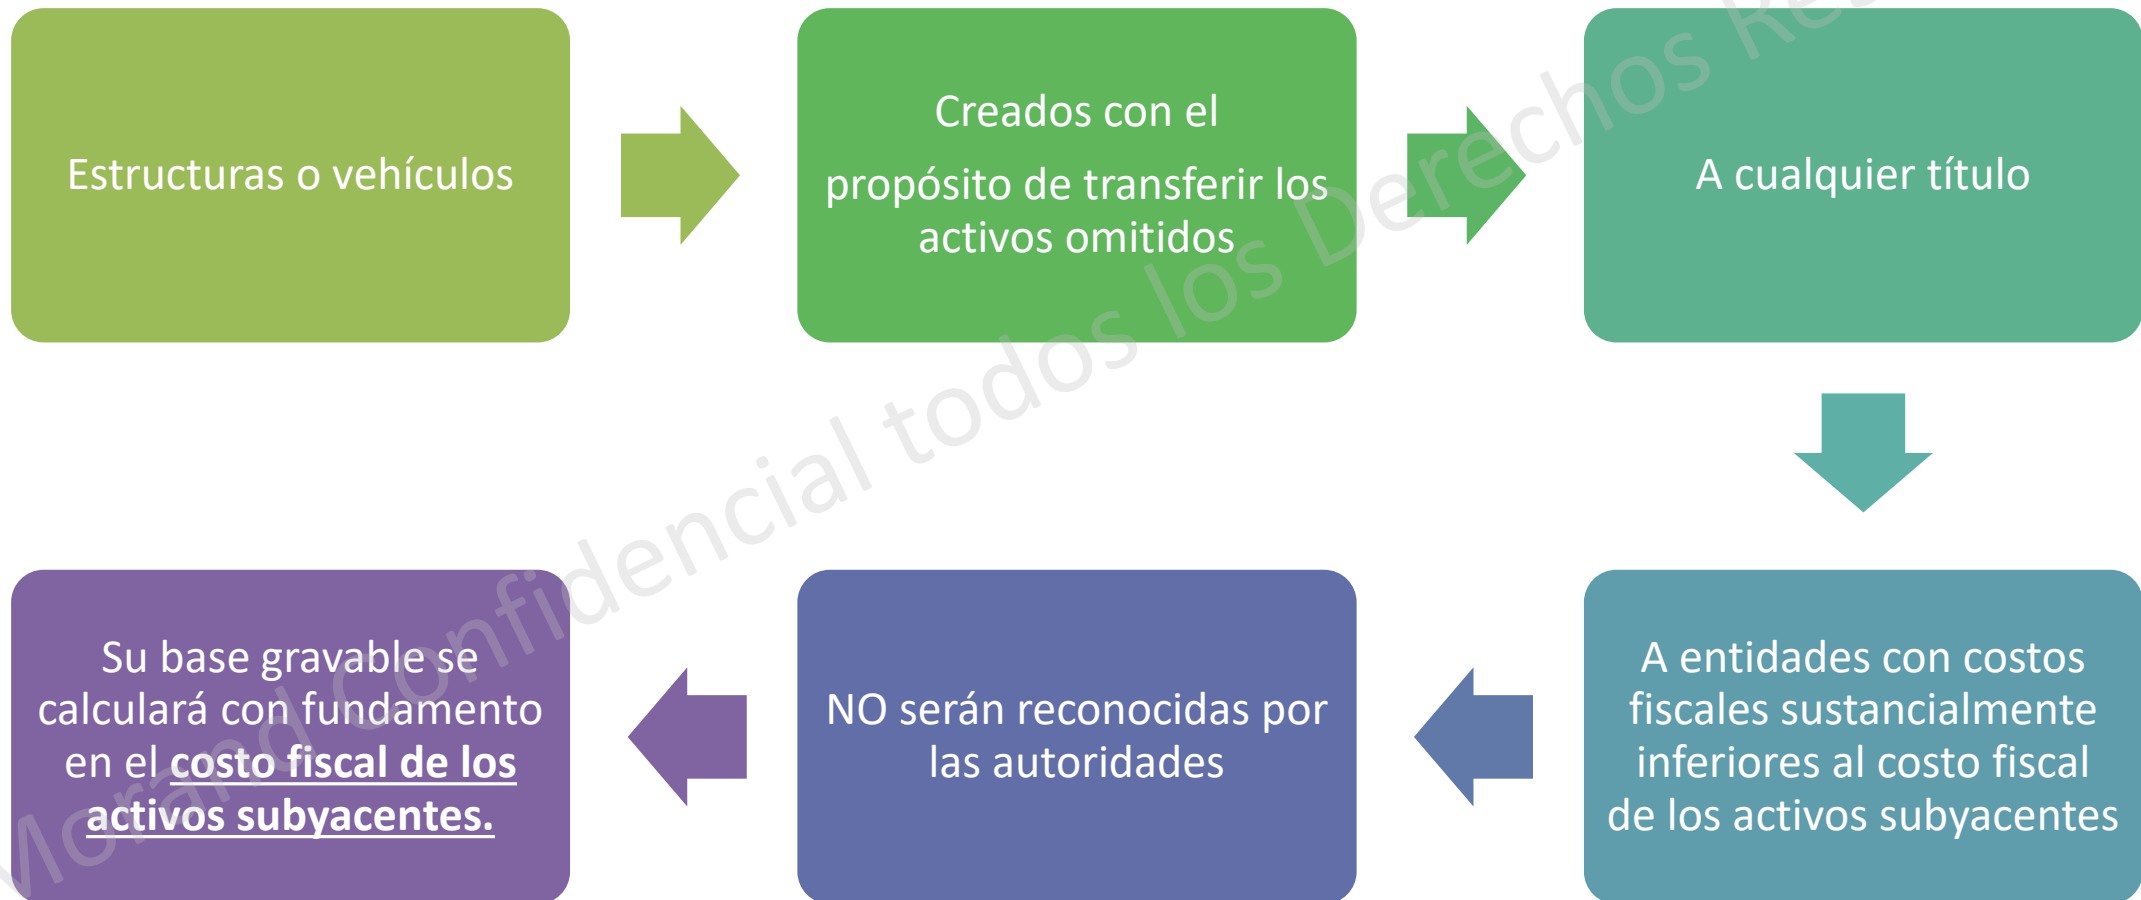 Estructuras o vehículos
Creados con el
propósito de transferir los
activos omitidos
A cualquier título
A entidades con costos
fiscales sustancialmente
inferiores al costo fiscal
de los activos subyacentes
NO serán reconocidas por
las autoridades
Su base gravable se
calculará con fundamento
en el costo fiscal de los
activos subyacentes.
Confidencial todos los Derechos